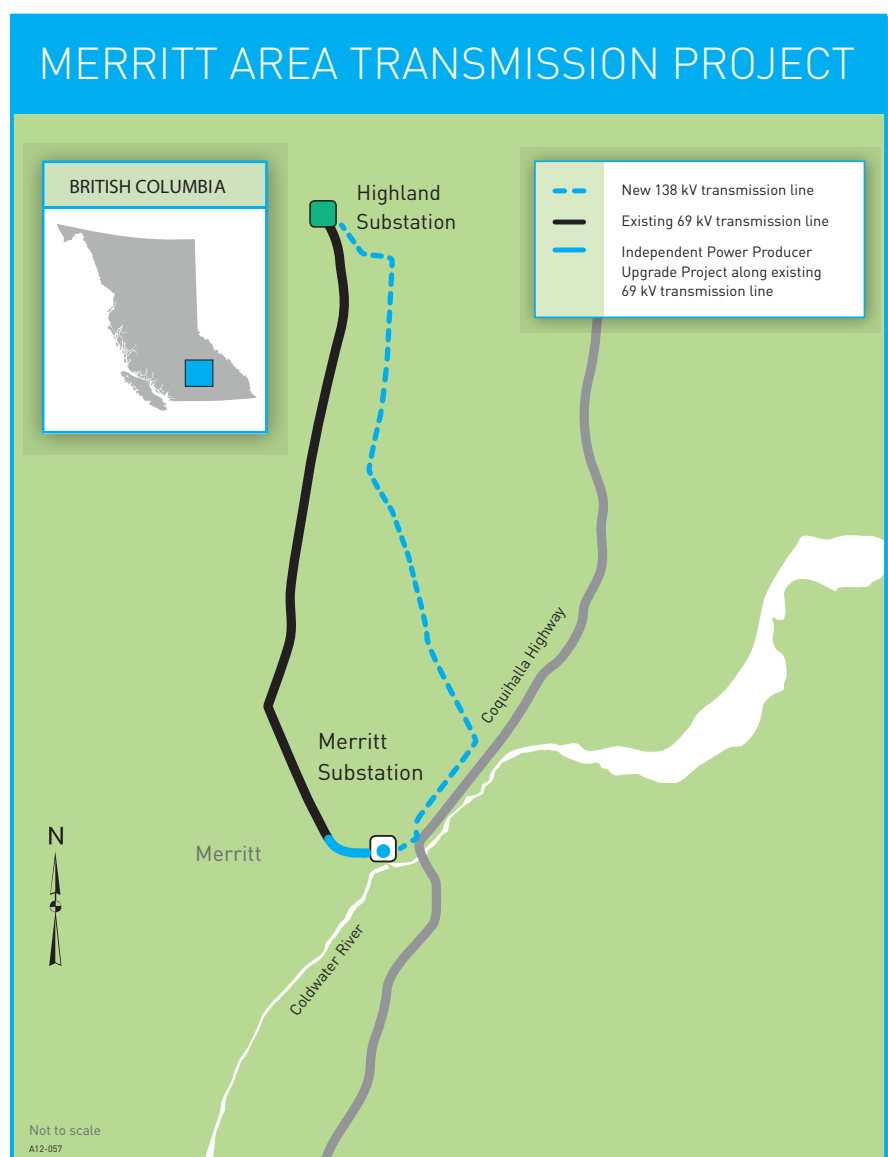 MERRITT AREA TRANSMISSION PROJECT
BRITISH COLUMBIA
Highland
Substation
New 138 kV transmission line
Existing 69 kV transmission line
Independent Power Producer
Upgrade Project along existing
69 kV transmission line
Coquihalla Highway
Merritt
Substation
N
Merritt
Coldwater River
Not to scale
A12-057